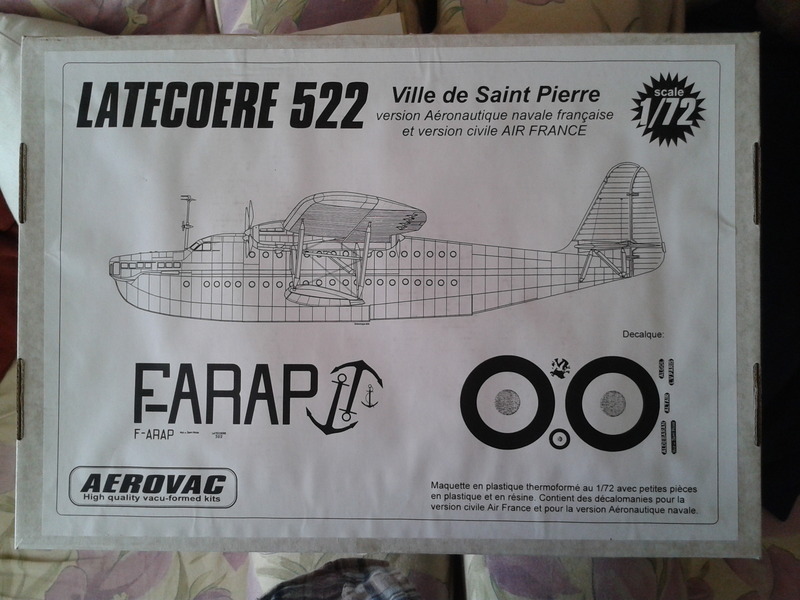 LATECOERE 522
Ville de Saint Pierre
version Aéronautique navale française
et version civile AIR FRANCE
scale
1/72
Decalque:
F-ARAP
F-ARAP
ALTAIR
ALDEBARAN
AEROVAC
High quality vacu-formed kits
Maquette en plastique thermoformé au 1/72 avec petites pièces
en plastique et en résine. Contient des décalomanies pour la
version civile Air France et pour la version Aéronautique navale.